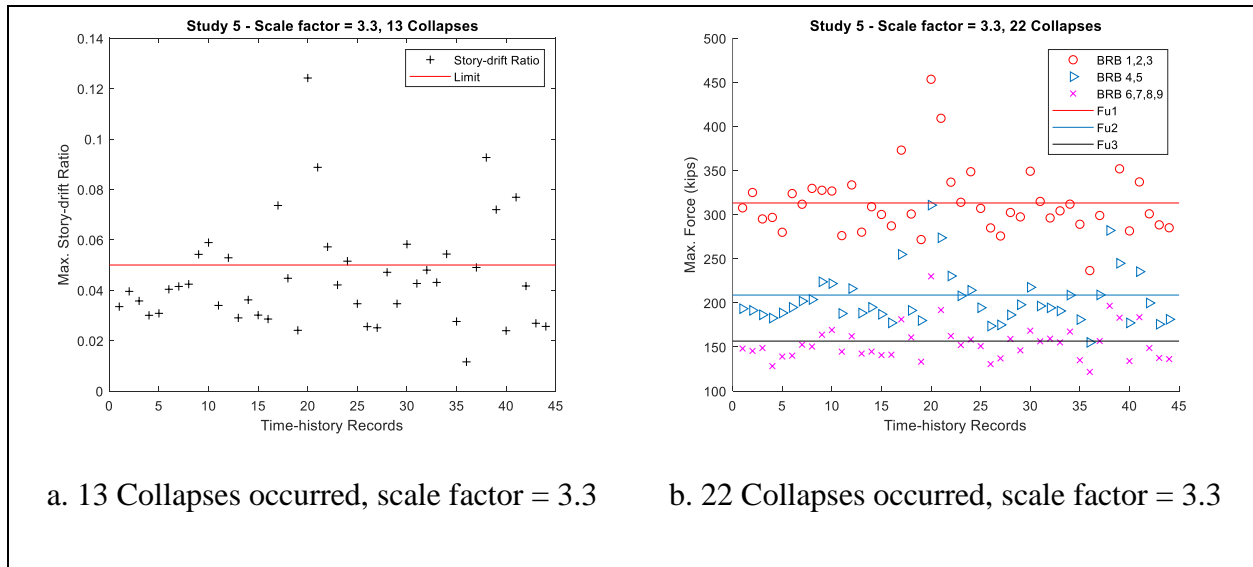 Study 5 - Scale factor = 3.3, 13 Collapses
0.14
0.12
0.1
0.08
0.06
0.04
0.02
0
Max. Story-drift Ratio
0 5 10 15 20 25 30 35 40 45
Time-history Records
Story-drift Ratio
Limit
Study 5 - Scale factor = 3.3, 22 Collapses
500
450
400
350
300
250
200
150
100
Max. Force (kips)
0 5 10 15 20 25 30 35 40 45
Time-history Records
BRB 1,2,3
BRB 4,5
BRB 6,7,8,9
Fu1
Fu2
Fu3
a. 13 Collapses occurred, scale factor = 3.3
b. 22 Collapses occurred, scale factor = 3.3